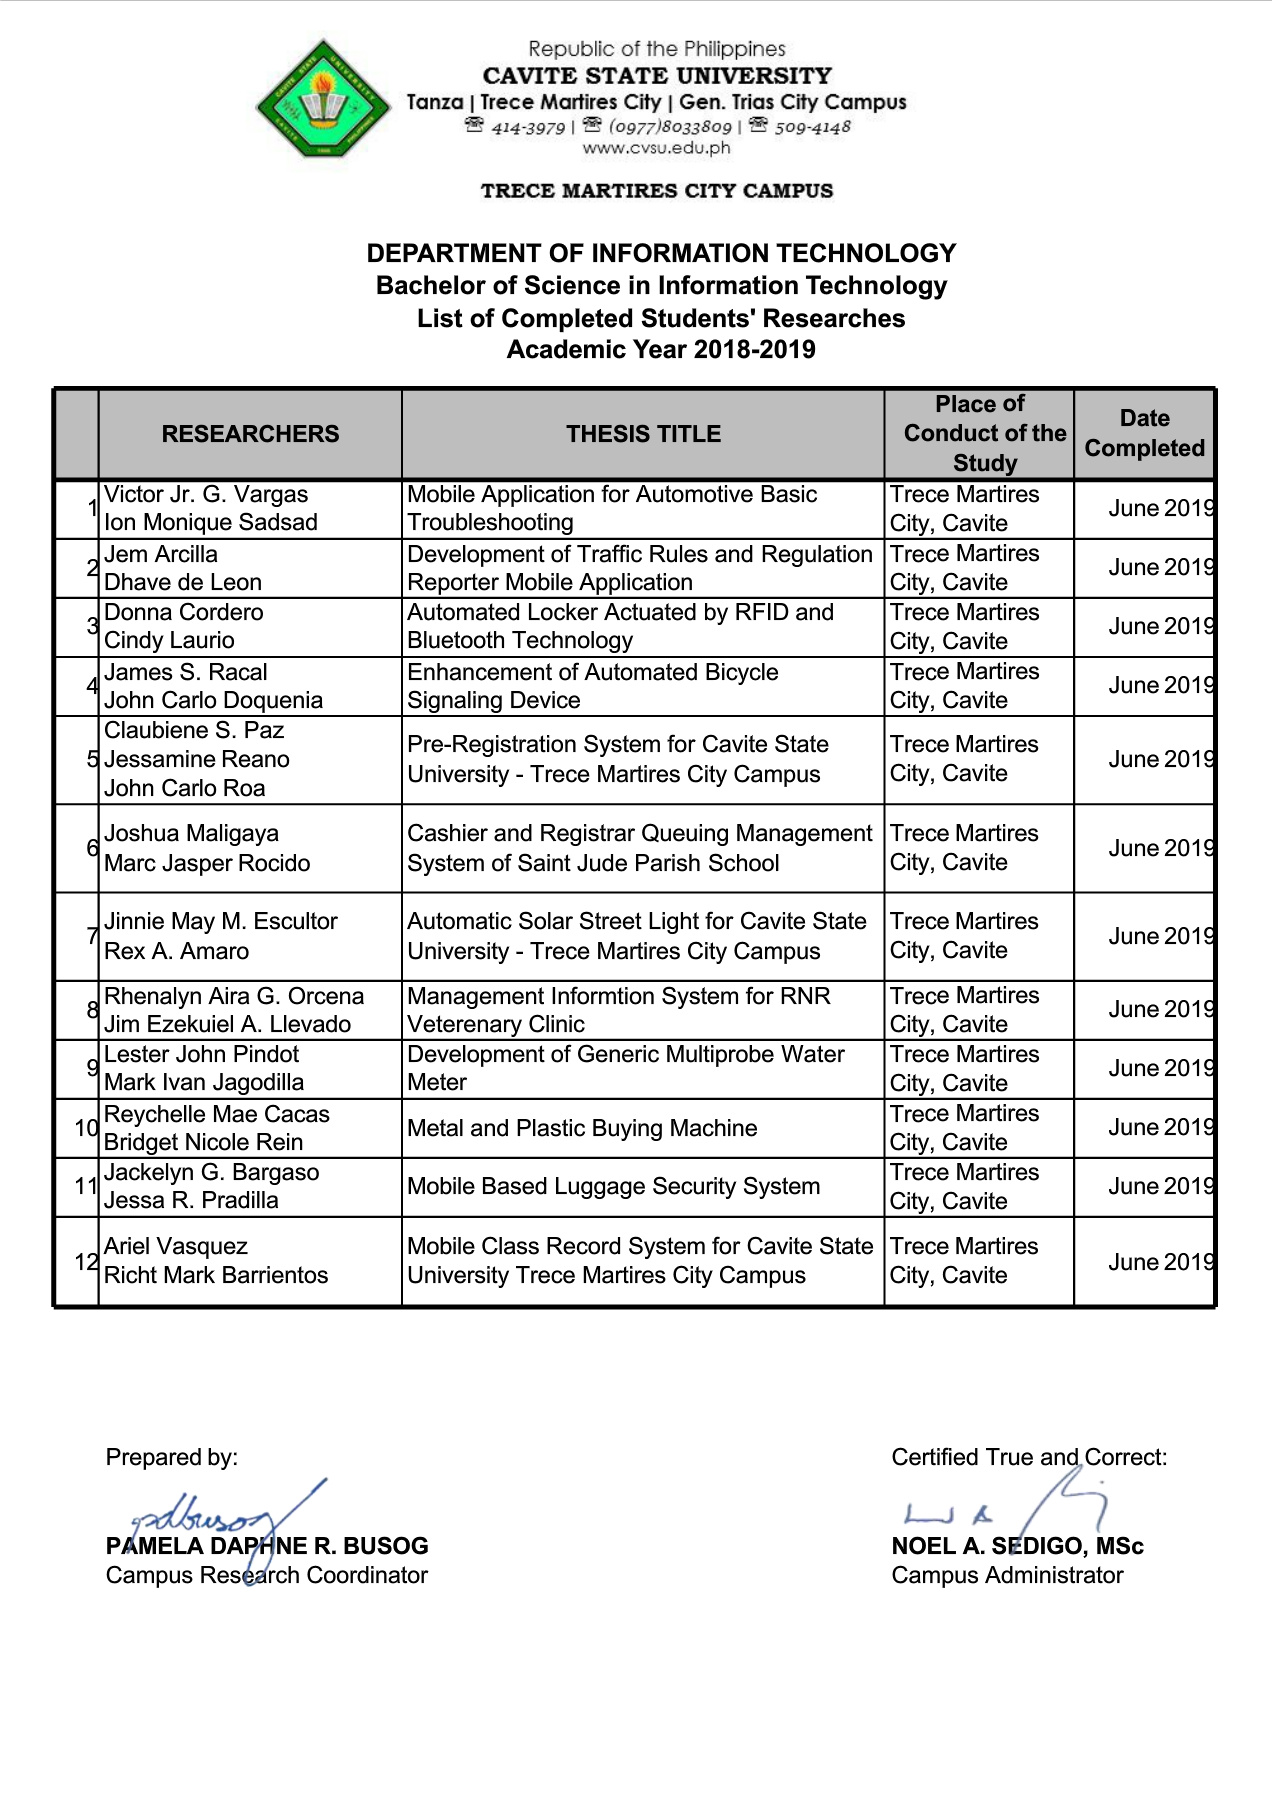 Republic of the Philippines
CAVITE STATE UNIVERSITY
Tanza | Trece Martires City | Gen. Trias City Campus
☏ 414-3979 | ☏ (0977)8033809 | ☏ 509-4148
www.cvsu.edu.ph
TRECE MARTIRES CITY CAMPUS
DEPARTMENT OF INFORMATION TECHNOLOGY
Bachelor of Science in Information Technology
List of Completed Students' Researches
Academic Year 2018-2019
RESEARCHERS
THESIS TITLE
Place of
Conduct of the
Study
Date
Completed
1
Victor Jr. G. Vargas
Ion Monique Sadsad
Mobile Application for Automotive Basic
Troubleshooting
Trece Martires
City, Cavite
June 2019
2
Jem Arcilla
Dhave de Leon
Development of Traffic Rules and Regulation
Reporter Mobile Application
Trece Martires
City, Cavite
June 2019
3
Donna Cordero
Cindy Laurio
Automated Locker Actuated by RFID and
Bluetooth Technology
Trece Martires
City, Cavite
June 2019
4
James S. Racal
John Carlo Doquenia
Enhancement of Automated Bicycle
Signaling Device
Trece Martires
City, Cavite
June 2019
5
Claubiene S. Paz
Jessamine Reano
John Carlo Roa
Pre-Registration System for Cavite State
University - Trece Martires City Campus
Trece Martires
City, Cavite
June 2019
6
Joshua Maligaya
Marc Jasper Rocido
Cashier and Registrar Queuing Management
System of Saint Jude Parish School
Trece Martires
City, Cavite
June 2019
7
Jinnie May M. Escultor
Rex A. Amaro
Automatic Solar Street Light for Cavite State
University - Trece Martires City Campus
Trece Martires
City, Cavite
June 2019
8
Rhenalyn Aira G. Orcena
Jim Ezekuiel A. Llevado
Management Informtion System for RNR
Veterenary Clinic
Trece Martires
City, Cavite
June 2019
9
Lester John Pindot
Mark Ivan Jagodilla
Development of Generic Multiprobe Water
Meter
Trece Martires
City, Cavite
June 2019
10
Reychelle Mae Cacas
Bridget Nicole Rein
Metal and Plastic Buying Machine
Trece Martires
City, Cavite
June 2019
11
Jackelyn G. Bargaso
Jessa R. Pradilla
Mobile Based Luggage Security System
Trece Martires
City, Cavite
June 2019
12
Ariel Vasquez
Richt Mark Barrientos
Mobile Class Record System for Cavite State
University Trece Martires City Campus
Trece Martires
City, Cavite
June 2019
Prepared by:
pdbusog
PAMELA DAPHNE R. BUSOG
Campus Research Coordinator
Certified True and Correct:
NOEL A. SEDIGO, MSc
Campus Administrator